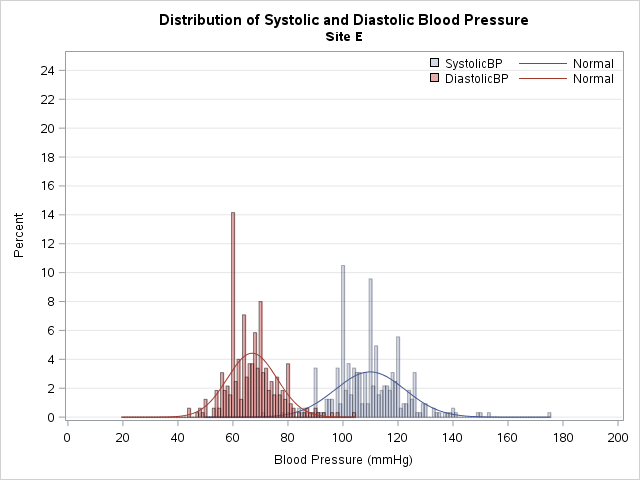 Distribution of Systolic and Diastolic Blood Pressure
Site E
SystolicBP Normal
DiastolicBP Normal
24
22
20
18
16
14
12
10
8
6
4
2
0
Percent
0 20 40 60 80 100 120 140 160 180 200
Blood Pressure (mmHg)